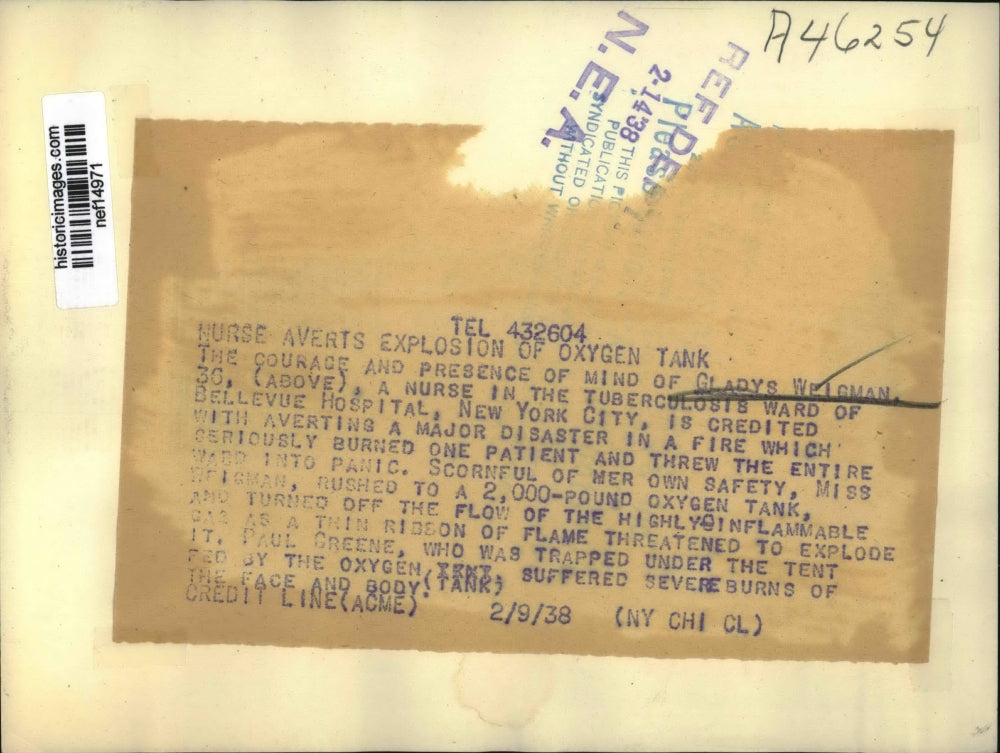 A46254
historicimages.com
nef14971
N.E.A.
2-14-38
REF DE
THIS PIC
PUBLICATI
SYNDICATED O
WITHOUT W
TEL 432604
NURSE AVERTS EXPLOSION OF OXYGEN TANK
THE COURAGE AND PRESENCE OF MIND OF GLADYS WEIGMAN,
30, (ABOVE), A NURSE IN THE TUBERCULOSIS WARD OF
BELLEVUE HOSPITAL, NEW YORK CITY, IS CREDITED
WITH AVERTING A MAJOR DISASTER IN A FIRE WHICH
SERIOUSLY BURNED ONE PATIENT AND THREW THE ENTIRE
WARD INTO PANIC. SCORNFUL OF HER OWN SAFETY, MISS
WEIGMAN, RUSHED TO A 2,000-POUND OXYGEN TANK,
AND TURNED OFF THE FLOW OF THE HIGHLY INFLAMMABLE
GAS AS A THIN RIBBON OF FLAME THREATENED TO EXPLODE
IT. PAUL GREENE, WHO WAS TRAPPED UNDER THE TENT
FED BY THE OXYGEN TENT, SUFFERED SEVERE BURNS OF
THE FACE AND BODY. (TANK)
CREDIT LINE (ACME) 2/9/38 (NY CHI CL)